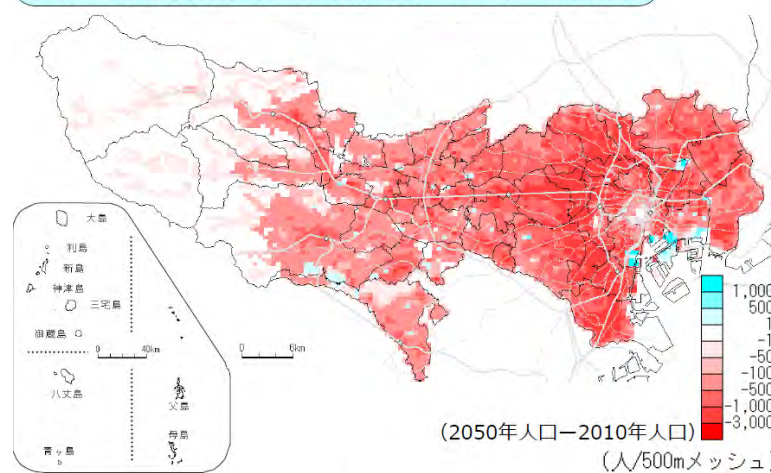 大島
利島
新島
神津島
三宅島
御蔵島
0 40km
八丈島
青ヶ島
父島
母島
0 6km
1,000
500
1
-1
-50
-100
-500
-1,000
-3,000
(2050年人口ー2010年人口)
(人/500mメッシュ